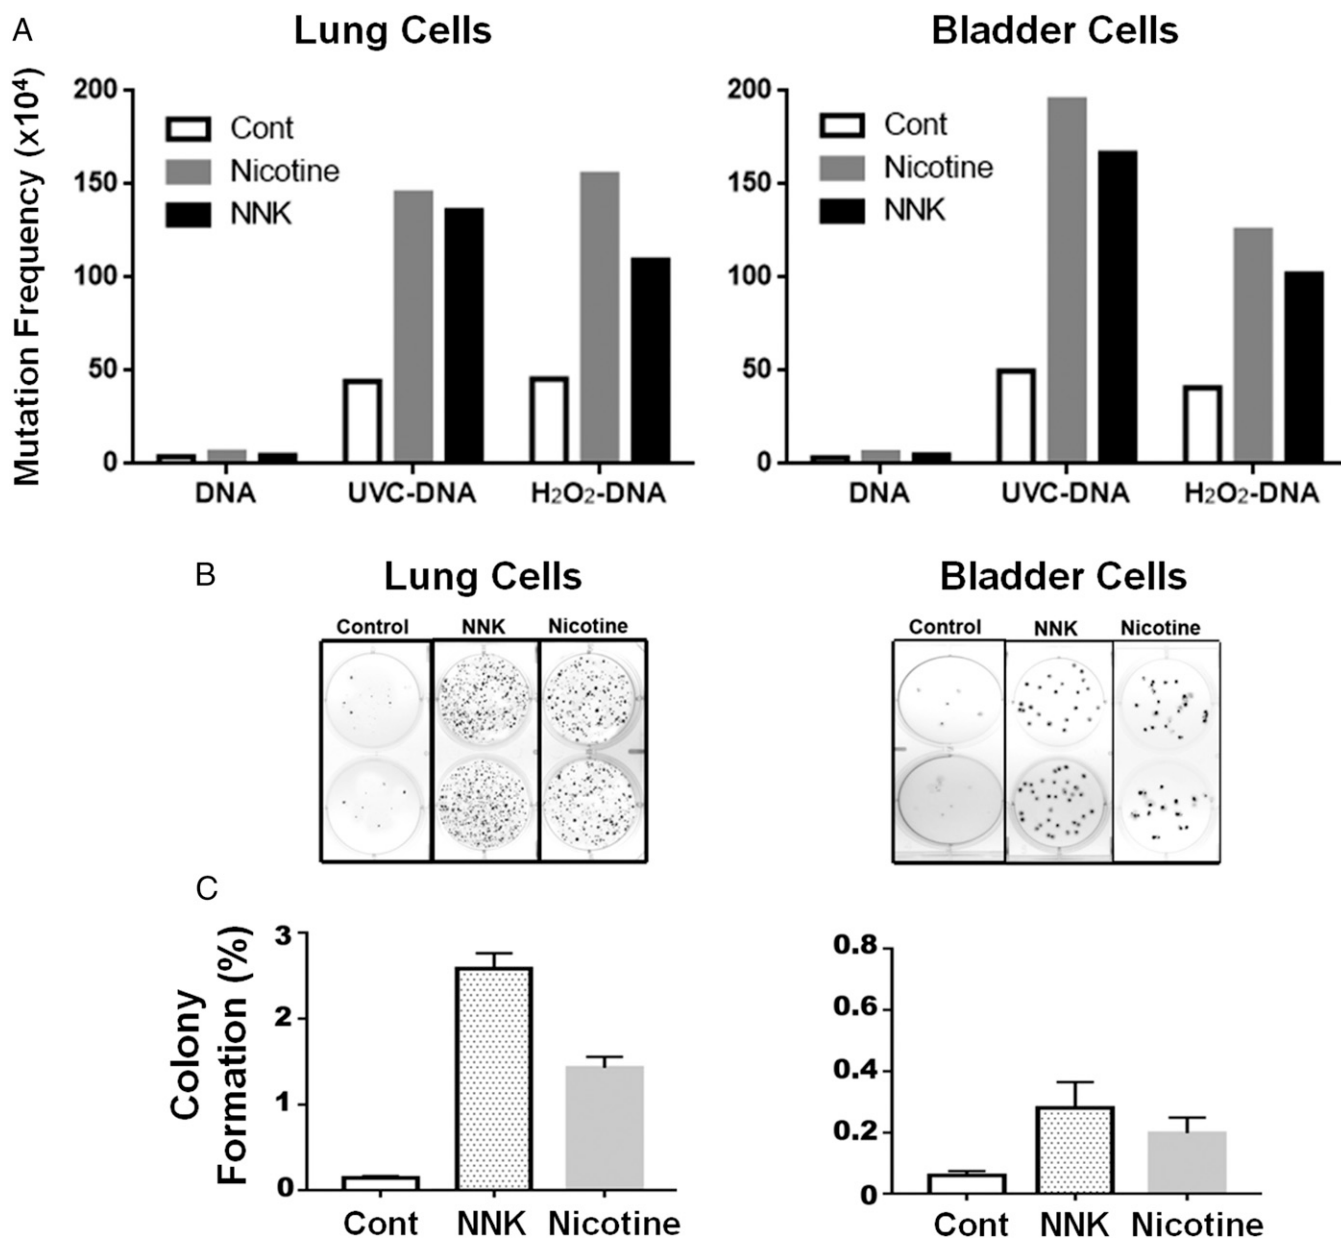 A
Lung Cells
Bladder Cells
Mutation Frequency (x10⁴)
200
150
100
50
0
Cont
Nicotine
NNK
DNA
UVC-DNA
H₂O₂-DNA
200
150
100
50
0
Cont
Nicotine
NNK
DNA
UVC-DNA
H₂O₂-DNA
B
Lung Cells
Bladder Cells
Control NNK Nicotine
Control NNK Nicotine
C
Colony
Formation (%)
3
2
1
0
Cont NNK Nicotine
0.8
0.6
0.4
0.2
0
Cont NNK Nicotine